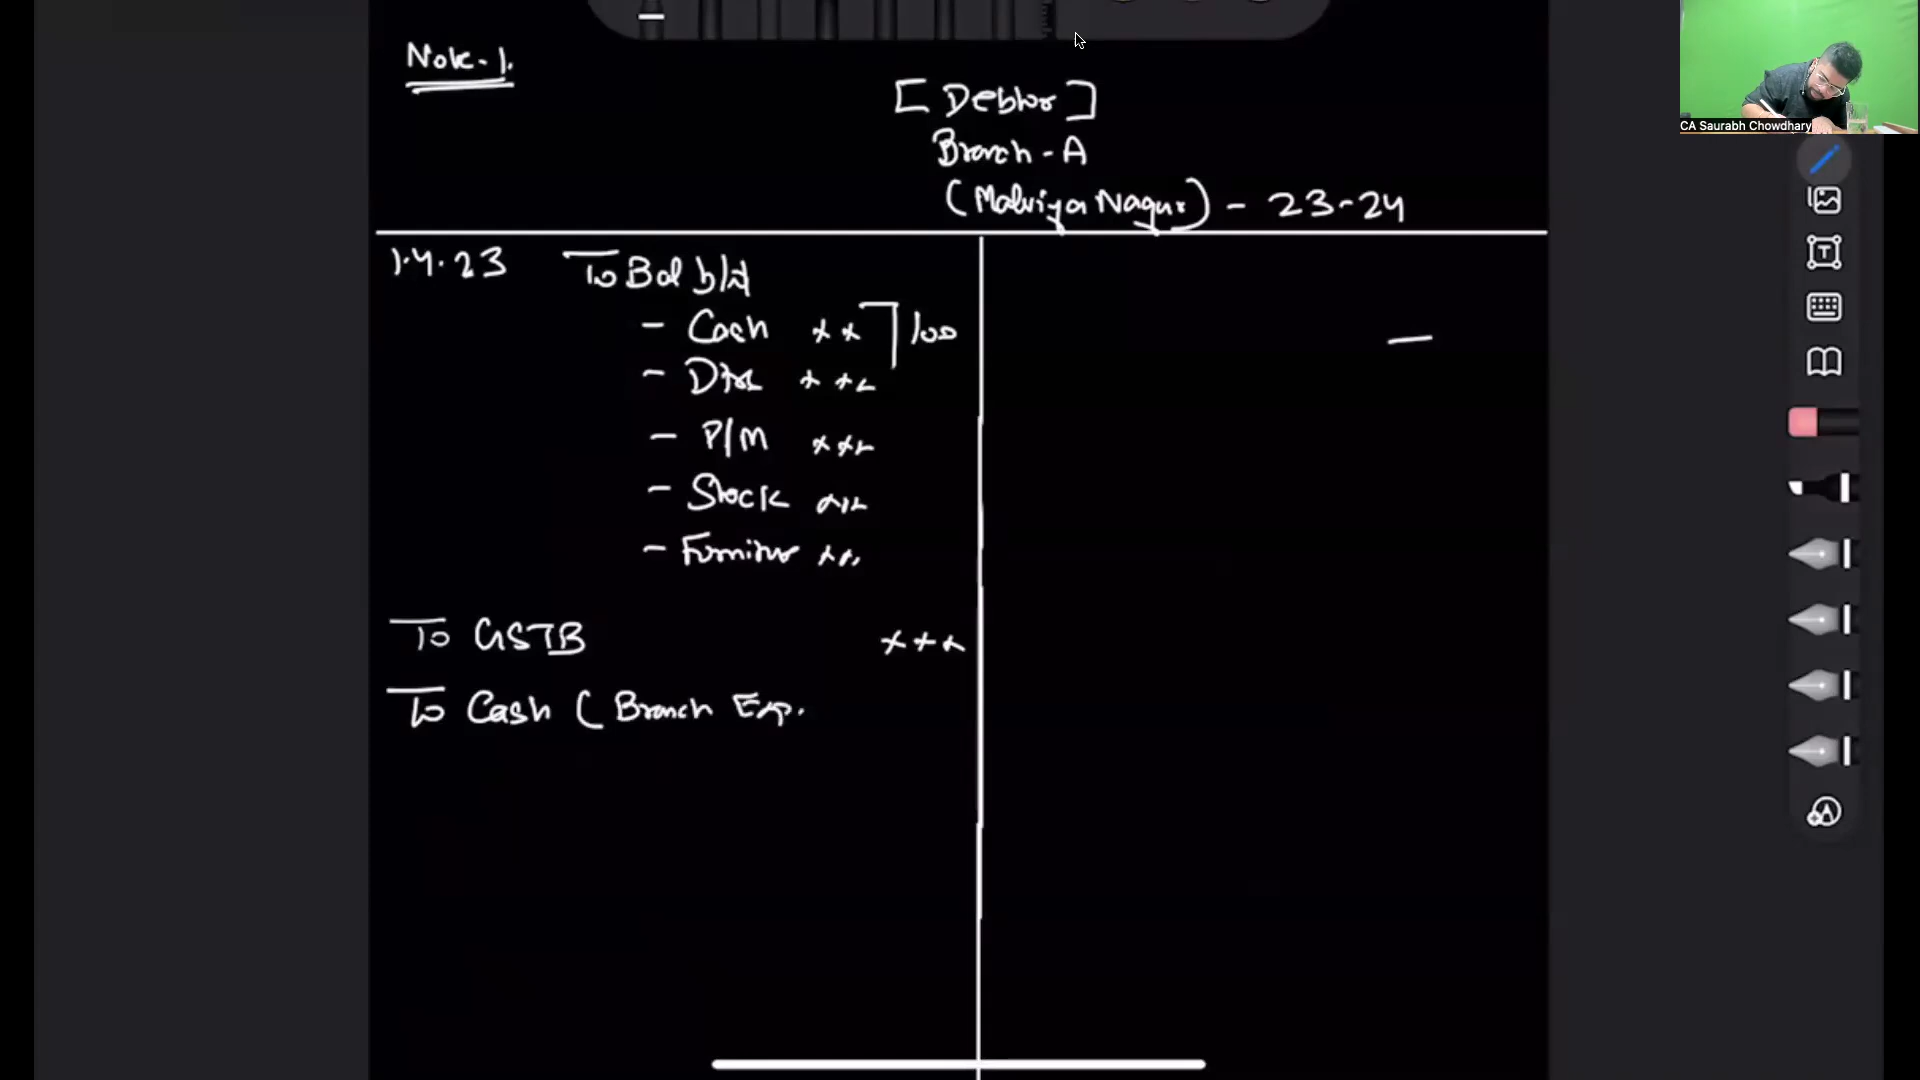 Note-1.
[Debtor]
Branch - A
(Malviya Nagar) - 23-24
1.4.23 To Bal b/d
- Cash xx ] 100
- Drs xxx
- P/M xxx
- Stock xxx
- Furniture xxx
To GSTB xxx
To Cash (Branch Exp.
CA Saurabh Chowdhary